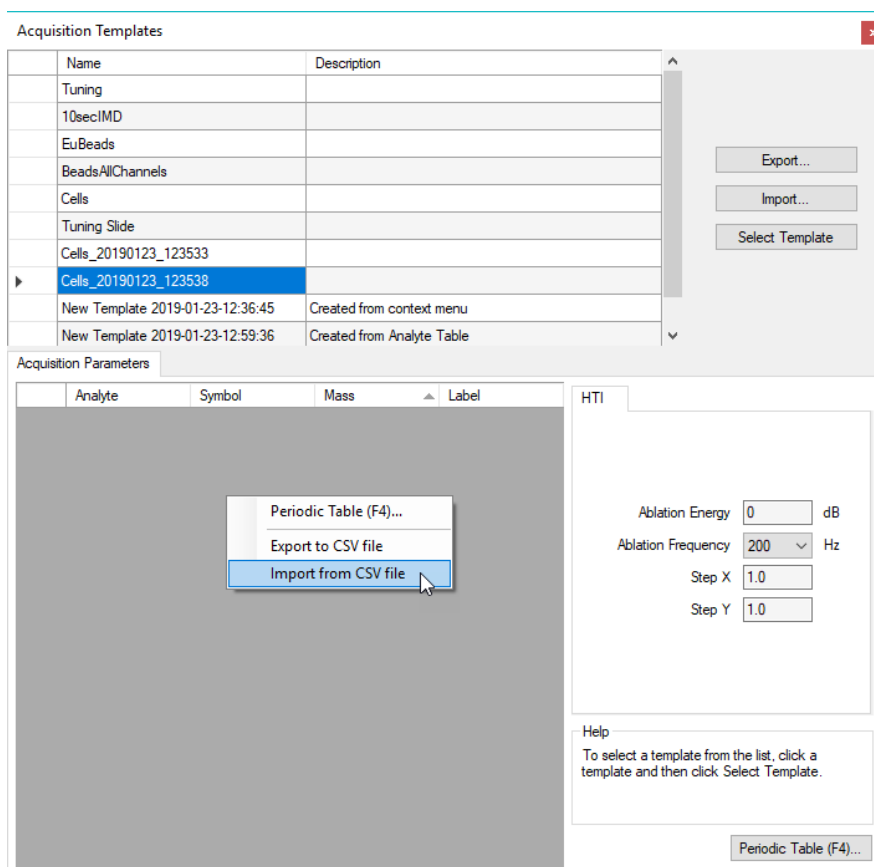 Acquisition Templates
x
Name Description
Tuning
10secIMD
EuBeads
BeadsAllChannels
Cells
Tuning Slide
Cells_20190123_123533
Cells_20190123_123538
New Template 2019-01-23-12:36:45 Created from context menu
New Template 2019-01-23-12:59:36 Created from Analyte Table
Export...
Import...
Select Template
Acquisition Parameters
Analyte Symbol Mass Label
Periodic Table (F4)...
Export to CSV file
Import from CSV file
HTI
Ablation Energy 0 dB
Ablation Frequency 200 Hz
Step X 1.0
Step Y 1.0
Help
To select a template from the list, click a
template and then click Select Template.
Periodic Table (F4)...